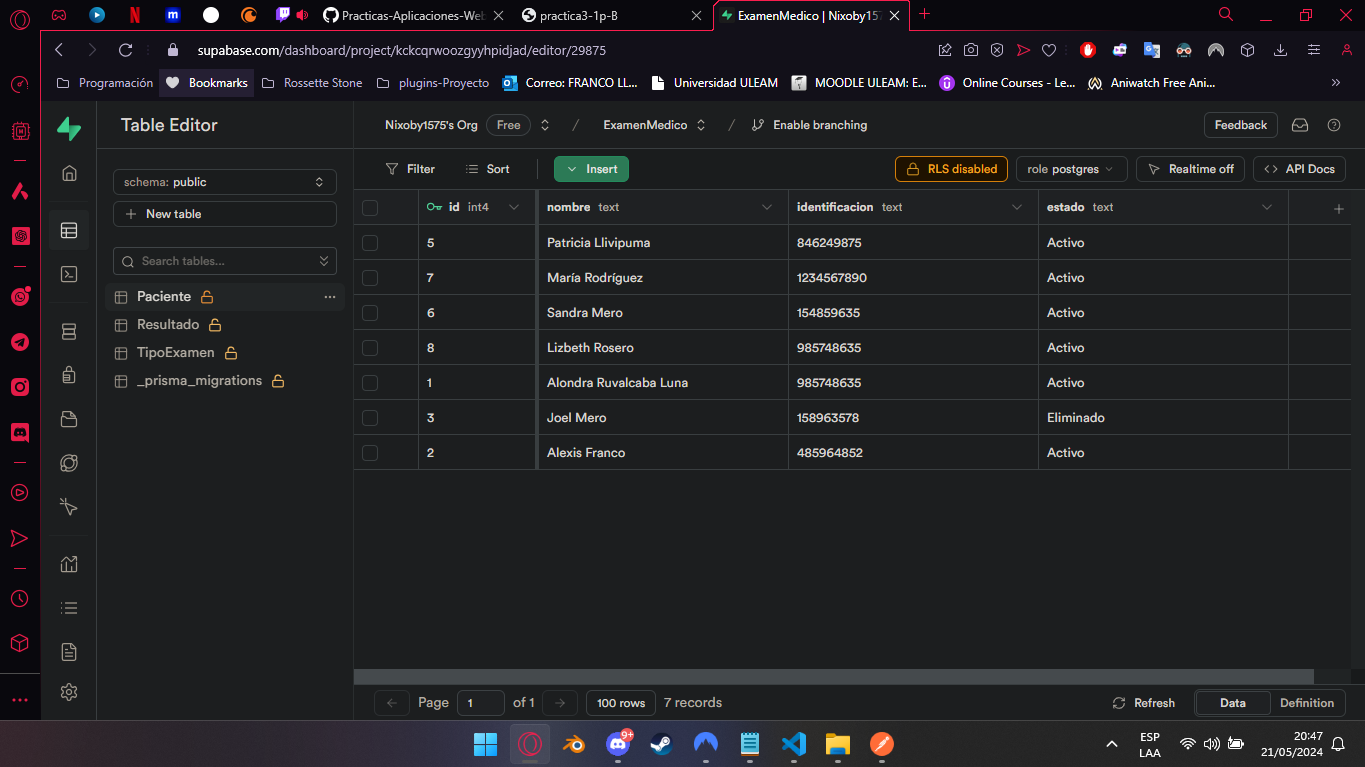 Practicas-Aplicaciones-Web
practica3-1p-B
ExamenMedico | Nixoby157
supabase.com/dashboard/project/kckcqrwoozgyyhpidjad/editor/29875
Programación
Bookmarks
Rossette Stone
plugins-Proyecto
Correo: FRANCO LL...
Universidad ULEAM
MOODLE ULEAM: E...
Online Courses - Le...
Aniwatch Free Ani...
Table Editor
Nixoby1575's Org
Free
/
ExamenMedico
/
Enable branching
Feedback
schema: public
New table
Search tables...
Paciente
Resultado
TipoExamen
_prisma_migrations
Filter
Sort
Insert
RLS disabled
role postgres
Realtime off
API Docs
id int4 nombre text identificacion text estado text
5 Patricia Llivipuma 846249875 Activo
7 María Rodríguez 1234567890 Activo
6 Sandra Mero 154859635 Activo
8 Lizbeth Rosero 985748635 Activo
1 Alondra Ruvalcaba Luna 985748635 Activo
3 Joel Mero 158963578 Eliminado
2 Alexis Franco 485964852 Activo
Page 1 of 1 100 rows 7 records
Refresh
Data
Definition
9+
ESP
LAA
20:47
21/05/2024